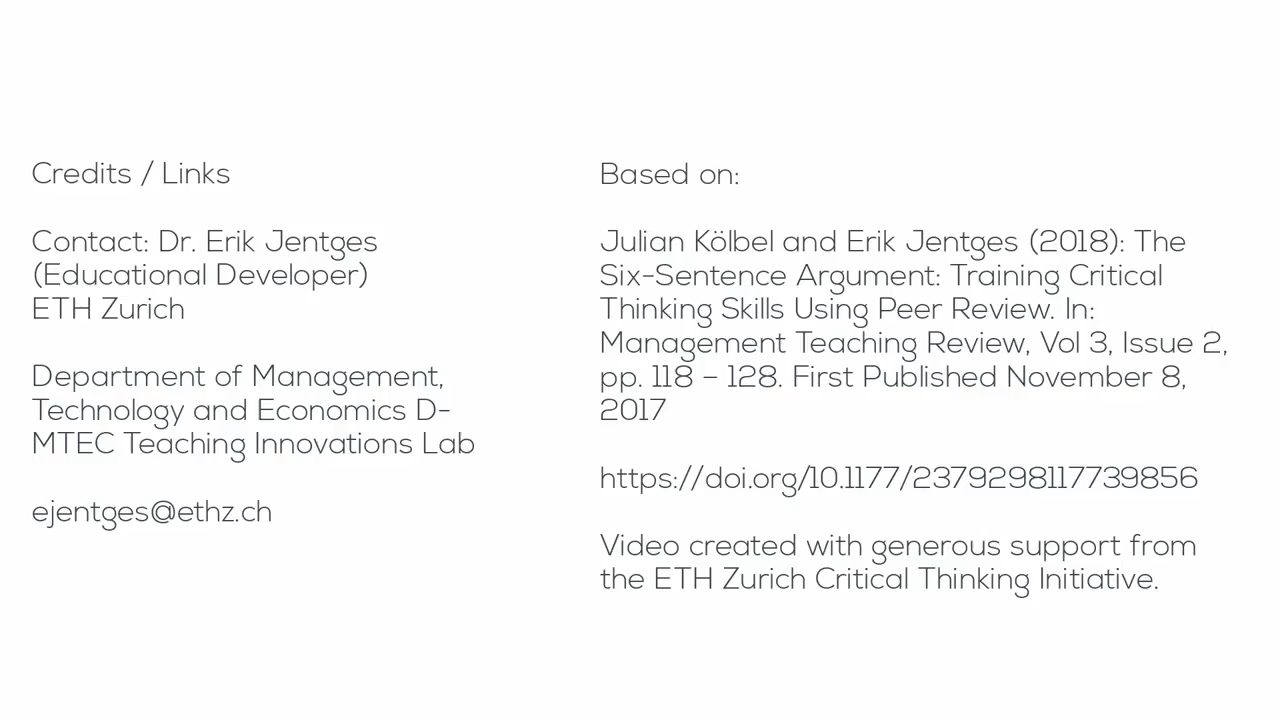 Credits / Links
Contact: Dr. Erik Jentges
(Educational Developer)
ETH Zurich
Department of Management,
Technology and Economics D-
MTEC Teaching Innovations Lab
ejentges@ethz.ch
Based on:
Julian Kölbel and Erik Jentges (2018): The
Six-Sentence Argument: Training Critical
Thinking Skills Using Peer Review. In:
Management Teaching Review, Vol 3, Issue 2,
pp. 118 – 128. First Published November 8,
2017
https://doi.org/10.1177/2379298117739856
Video created with generous support from
the ETH Zurich Critical Thinking Initiative.